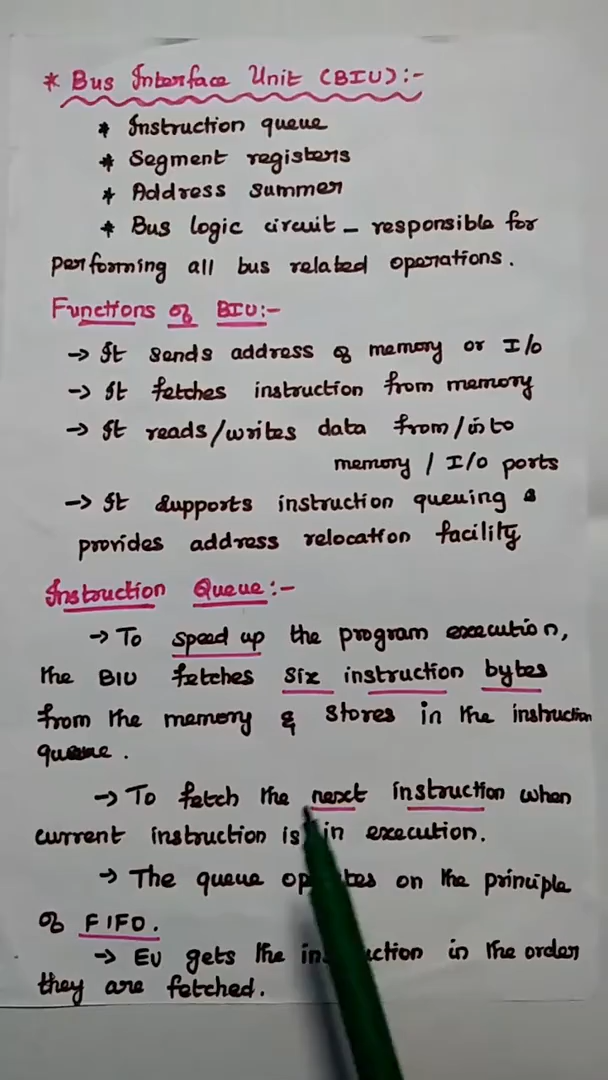 * Bus Interface Unit (BIU):-
* Instruction queue
* Segment registers
* Address summer
* Bus logic circuit - responsible for
performing all bus related operations.
Functions of BIU:-
→ It sends address of memory or I/o
→ It fetches instruction from memory
→ It reads/writes data from/into
memory / I/o ports
→ It supports instruction queuing &
provides address relocation facility
Instruction Queue:-
→ To speed up the program execution,
the BIU fetches six instruction bytes
from the memory & stores in the instruction
queue.
→ To fetch the next instruction when
current instruction is in execution.
→ The queue operates on the principle
of FIFO.
→ EU gets the instruction in the order
they are fetched.